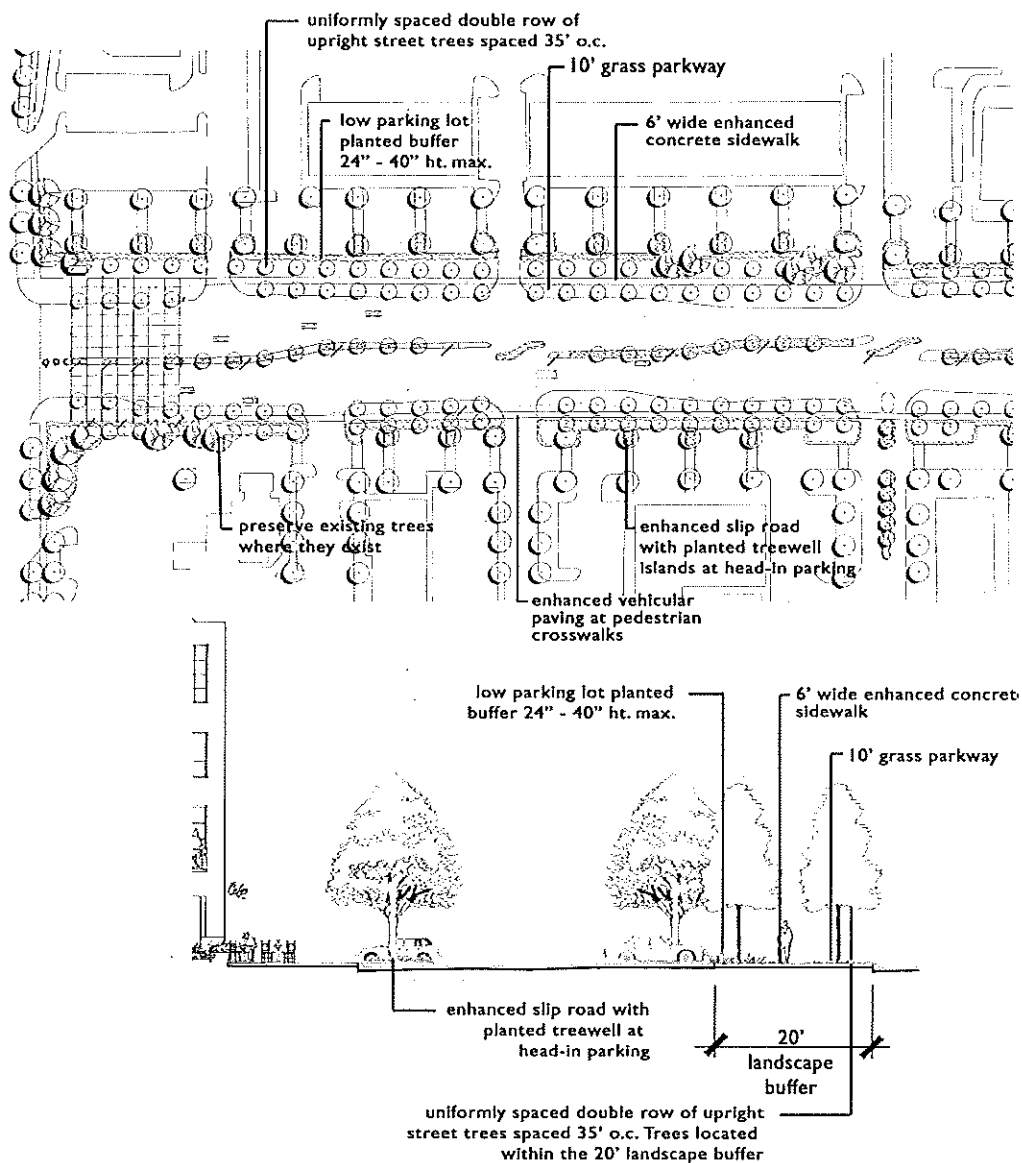 uniformly spaced double row of
upright street trees spaced 35' o.c.
10' grass parkway
low parking lot
planted buffer
24" - 40" ht. max.
6' wide enhanced
concrete sidewalk
preserve existing trees
where they exist
enhanced slip road
with planted treewell
islands at head-in parking
enhanced vehicular
paving at pedestrian
crosswalks
low parking lot planted
buffer 24" - 40" ht. max.
6' wide enhanced concrete
sidewalk
10' grass parkway
enhanced slip road with
planted treewell at
head-in parking
20'
landscape
buffer
uniformly spaced double row of upright
street trees spaced 35' o.c. Trees located
within the 20' landscape buffer